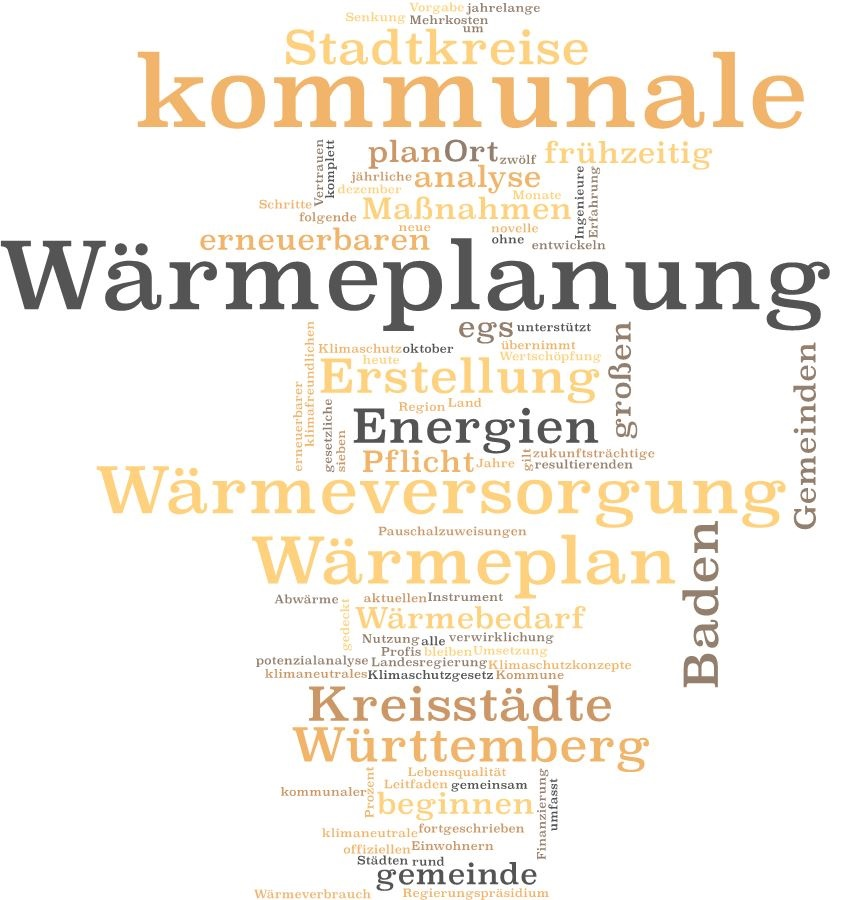 Vorgabe jahrelange
Senkung Mehrkosten
um
Stadtkreise
kommunale
plan Ort zwölf frühzeitig
Vertrauen
komplett
jährliche analyse
dezember Monate
Ingenieure
Erfahrung
Schritte Maßnahmen
folgende
neue novelle
erneuerbaren ohne entwickeln
Wärmeplanung
egs unterstützt
Klimaschutz oktober übernimmt
heute Wertschöpfung
klimafreundlichen
erneuerbarer
Erstellung
großen
Gemeinden
Region Land
gesetzliche
sieben
Energien
Pflicht Jahre gilt zukunftsträchtige
resultierenden
Wärmeversorgung
Pauschalzuweisungen
Baden
Wärmeplan
Abwärme aktuellen Instrument
gedeckt
Wärmebedarf
Nutzung alle verwirklichung
Profis bleiben Umsetzung
potenzialanalyse Landesregierung Klimaschutzkonzepte
klimaneutrales Klimaschutzgesetz Kommune
Kreisstädte
Württemberg
Lebensqualität
Prozent
Leitfaden gemeinsam
kommunaler
beginnen
Finanzierung
umfasst
klimaneutrale fortgeschrieben
offiziellen Einwohnern
Städten rund
gemeinde
Wärmeverbrauch Regierungspräsidium